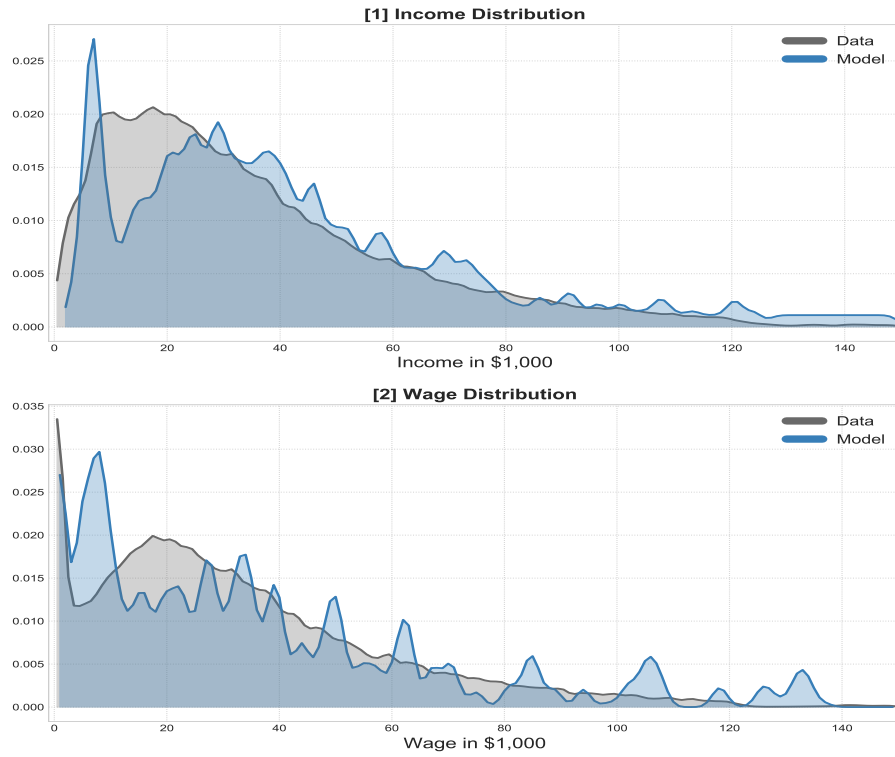 [1] Income Distribution
Data
Model
0.025
0.020
0.015
0.010
0.005
0.000
0 20 40 60 80 100 120 140
Income in $1,000
[2] Wage Distribution
0.035
Data
Model
0.030
0.025
0.020
0.015
0.010
0.005
0.000
0 20 40 60 80 100 120 140
Wage in $1,000